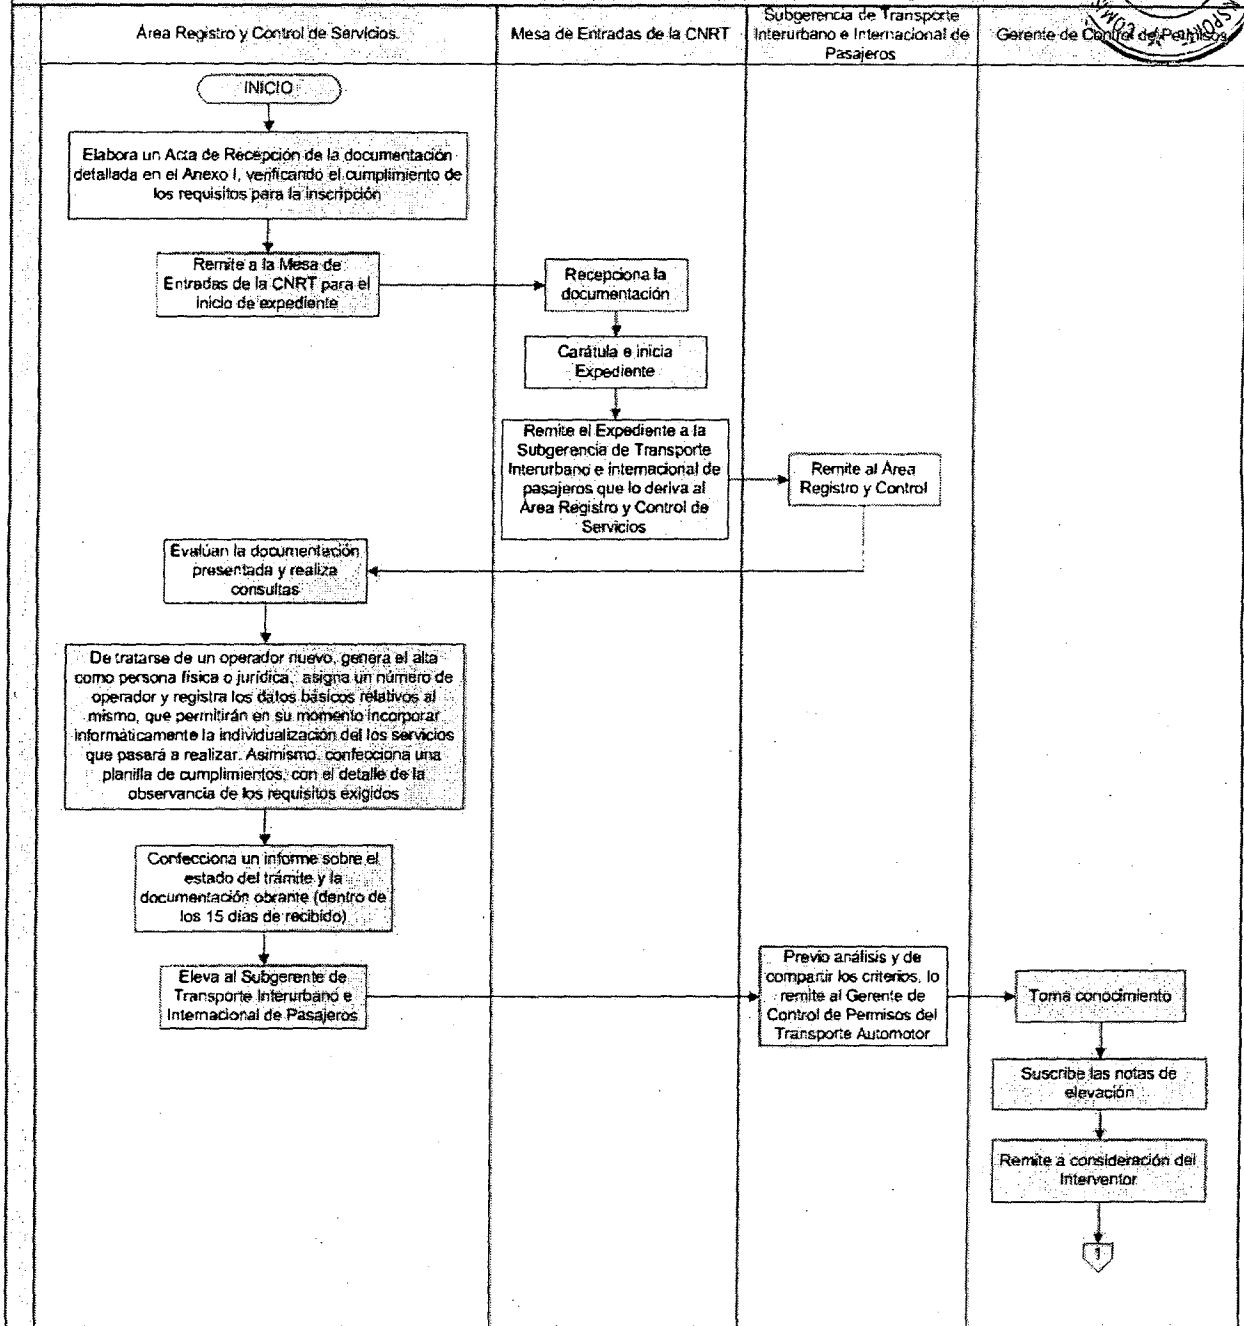 Área Registro y Control de Servicios.
Mesa de Entradas de la CNRT
Subgerencia de Transporte
Interurbano e Internacional de
Pasajeros
Gerente de Control de Permisos
INICIO
Elabora un Acta de Recepción de la documentación
detallada en el Anexo I, verificando el cumplimiento de
los requisitos para la inscripción
Remite a la Mesa de
Entradas de la CNRT para el
inicio de expediente
Recepciona la
documentación
Carátula e inicia
Expediente
Remite el Expediente a la
Subgerencia de Transporte
Interurbano e internacional de
pasajeros que lo deriva al
Área Registro y Control de
Servicios
Remite al Área
Registro y Control
Evalúan la documentación
presentada y realiza
consultas
De tratarse de un operador nuevo, genera el alta
como persona física o jurídica, asigna un número de
operador y registra los datos básicos relativos al
mismo, que permitirán en su momento incorporar
informáticamente la individualización del los servicios
que pasará a realizar. Asimismo, confecciona una
planilla de cumplimientos, con el detalle de la
observancia de los requisitos exigidos
Confecciona un informe sobre el
estado del trámite y la
documentación obrante (dentro de
los 15 días de recibido)
Eleva al Subgerente de
Transporte Interurbano e
Internacional de Pasajeros
Previo análisis y de
compartir los criterios, lo
remite al Gerente de
Control de Permisos del
Transporte Automotor
Toma conocimiento
Suscribe las notas de
elevación
Remite a consideración del
Interventor
1